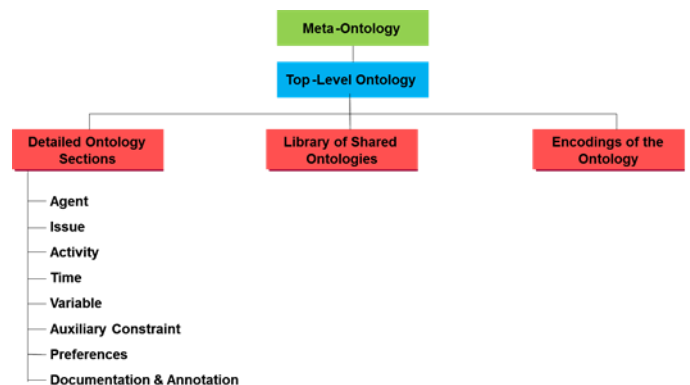 Meta-Ontology
Top-Level Ontology
Detailed Ontology
Sections
Library of Shared
Ontologies
Encodings of the
Ontology
Agent
Issue
Activity
Time
Variable
Auxiliary Constraint
Preferences
Documentation & Annotation